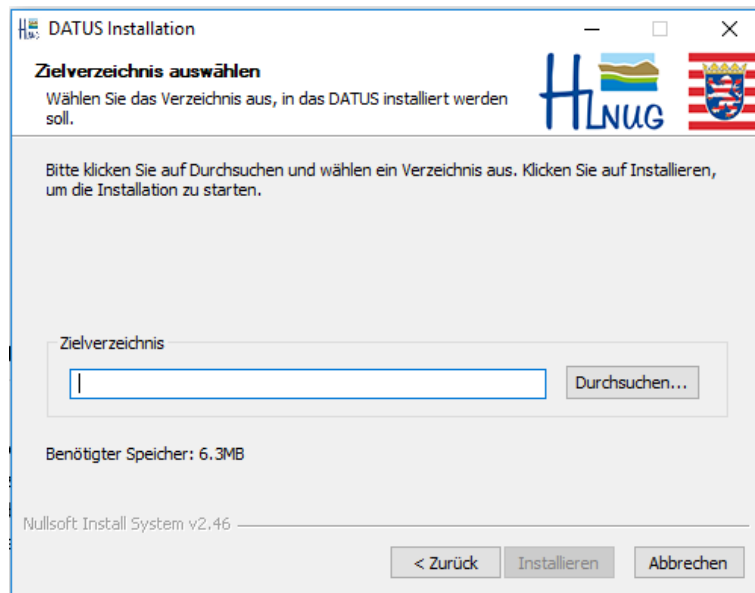 DATUS Installation
Zielverzeichnis auswählen
Wählen Sie das Verzeichnis aus, in das DATUS installiert werden
soll.
HLNUG
Bitte klicken Sie auf Durchsuchen und wählen ein Verzeichnis aus. Klicken Sie auf Installieren,
um die Installation zu starten.
Zielverzeichnis
Durchsuchen...
Benötigter Speicher: 6.3MB
Nullsoft Install System v2.46
< Zurück
Installieren
Abbrechen